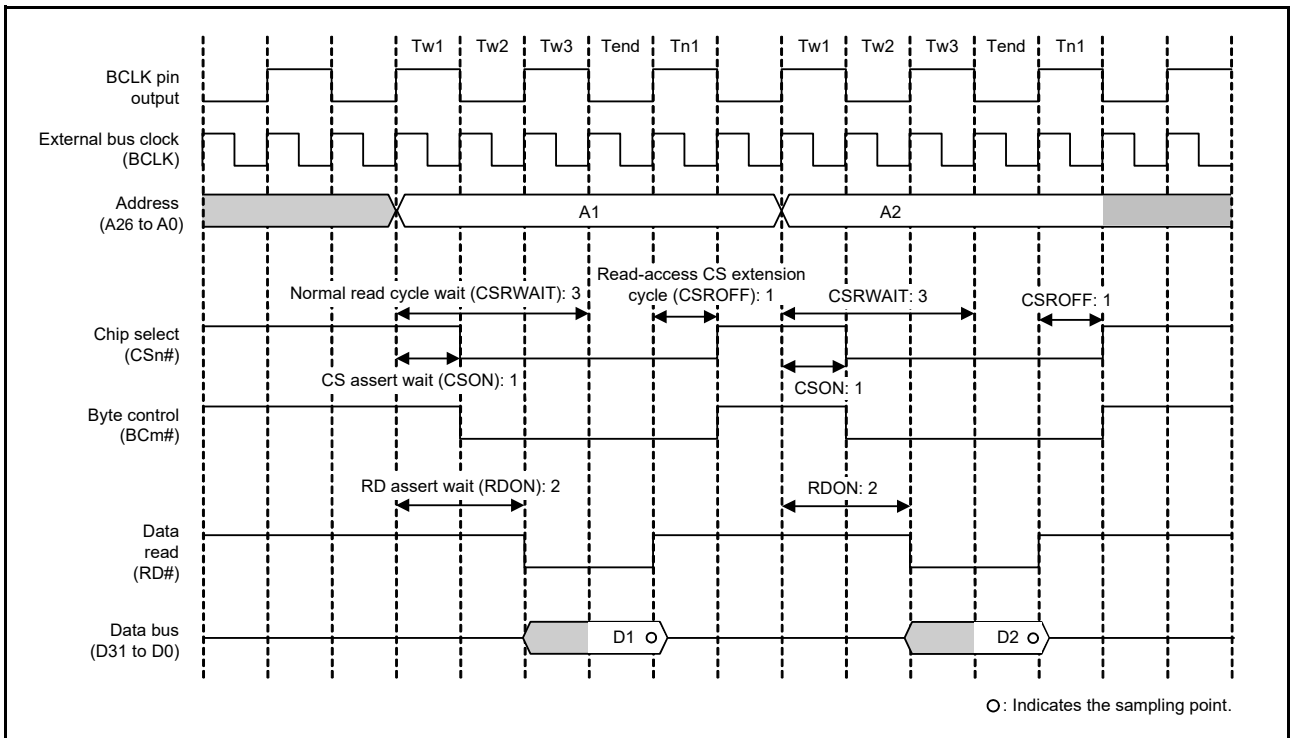 Tw1 Tw2 Tw3 Tend Tn1 Tw1 Tw2 Tw3 Tend Tn1
BCLK pin
output
External bus clock
(BCLK)
Address
(A26 to A0)
A1 A2
Normal read cycle wait (CSRWAIT): 3
Read-access CS extension
cycle (CSROFF): 1
CSRWAIT: 3
CSROFF: 1
Chip select
(CSn#)
CS assert wait (CSON): 1
CSON: 1
Byte control
(BCm#)
RD assert wait (RDON): 2
RDON: 2
Data
read
(RD#)
Data bus
(D31 to D0)
D1 D2
: Indicates the sampling point.